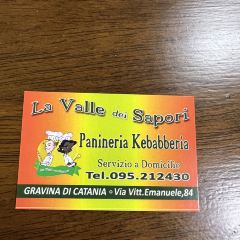 La Valle dei Sapori
Panineria Kebabberia
Servizio a Domicilio
Tel.095.212430
GRAVINA DI CATANIA • Via Vitt.Emanuele,84